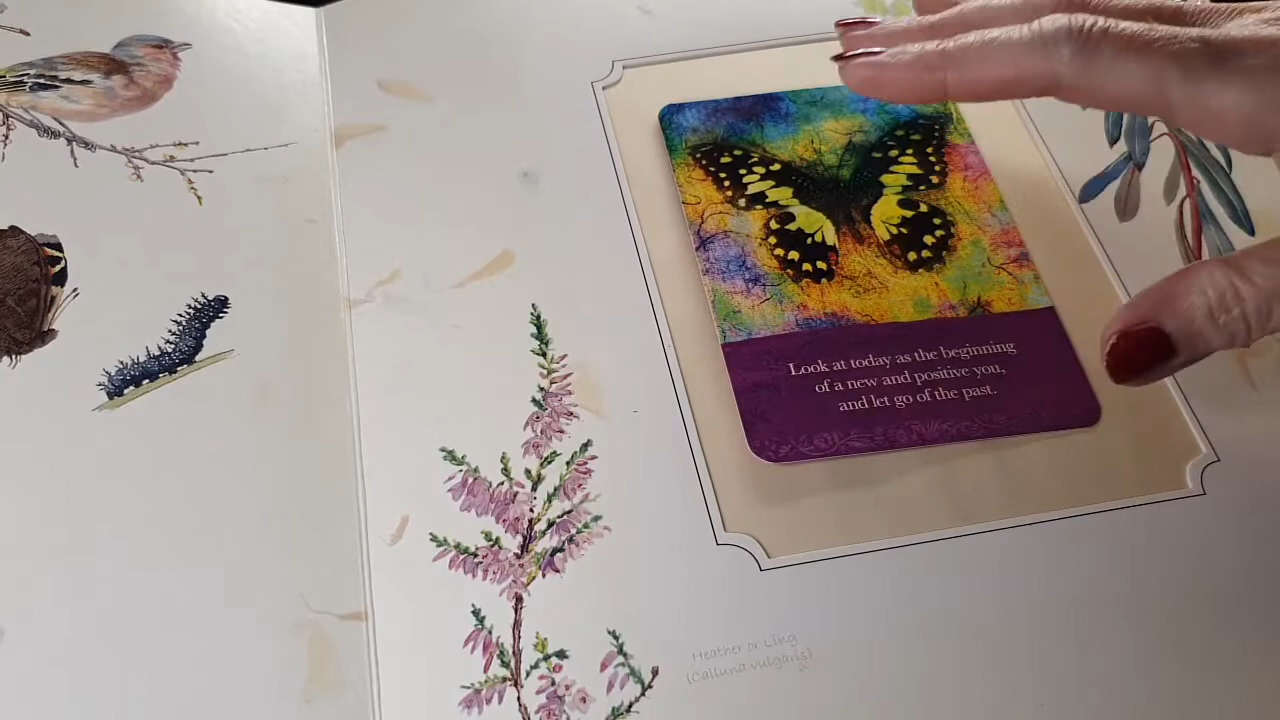 Look at today as the beginning
of a new and positive you,
and let go of the past.
Heather or Ling
(Calluna vulgaris)